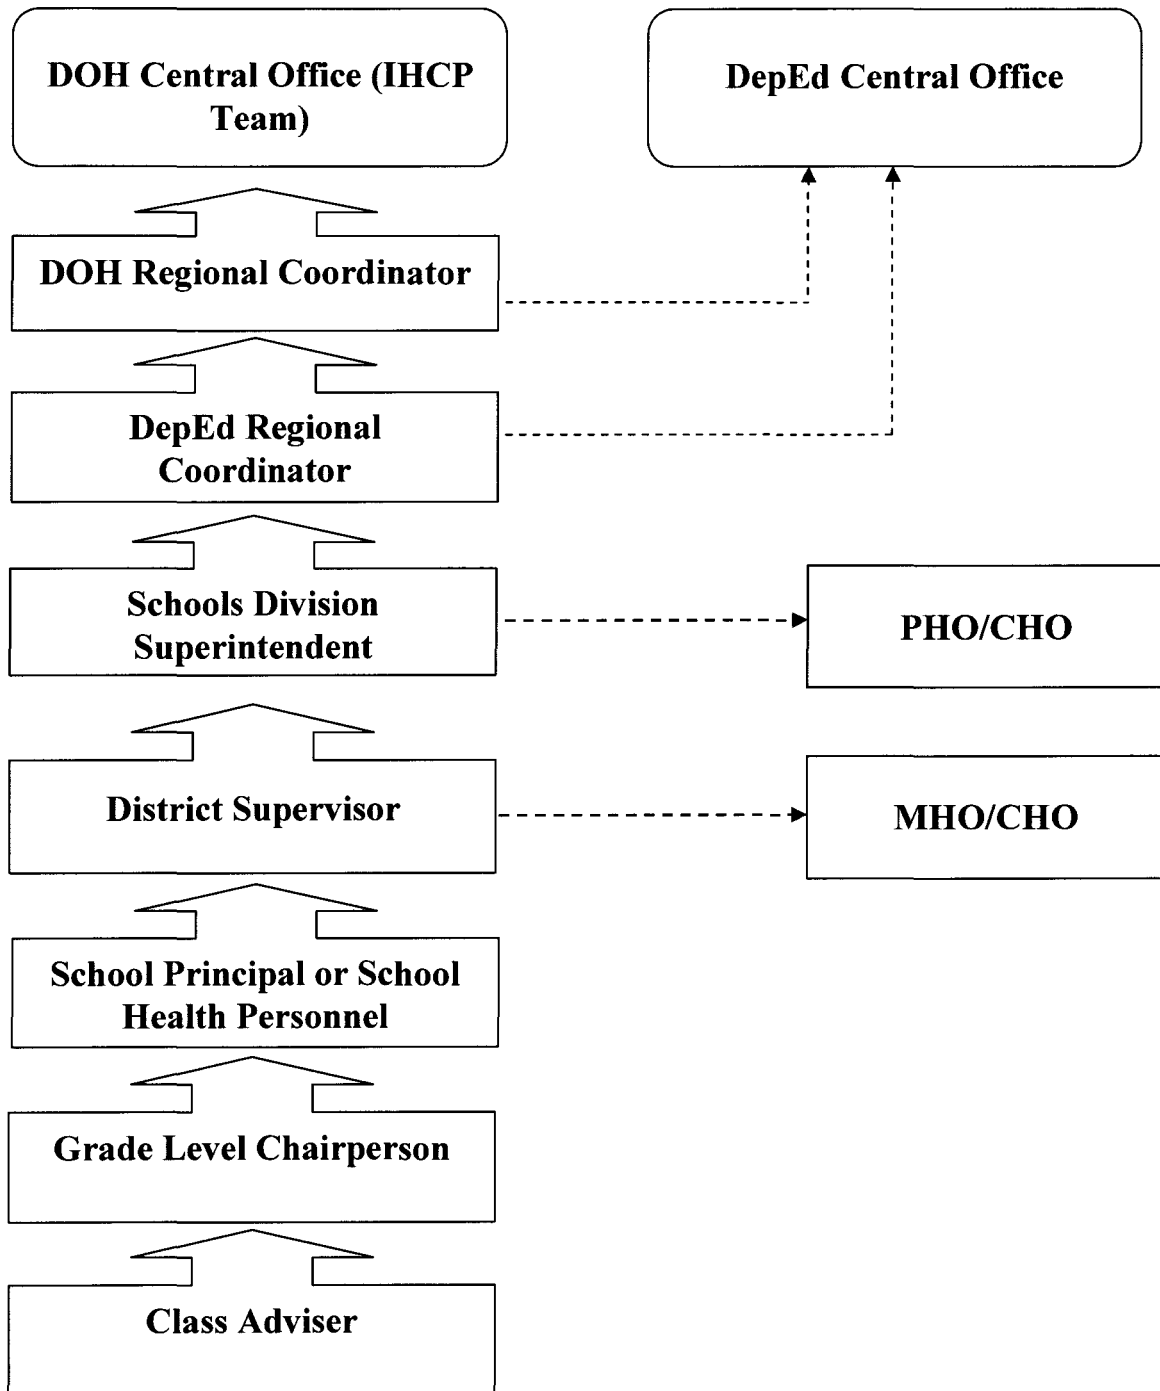 DOH Central Office (IHCP
Team)
DepEd Central Office
DOH Regional Coordinator
DepEd Regional
Coordinator
Schools Division
Superintendent
PHO/CHO
District Supervisor
MHO/CHO
School Principal or School
Health Personnel
Grade Level Chairperson
Class Adviser